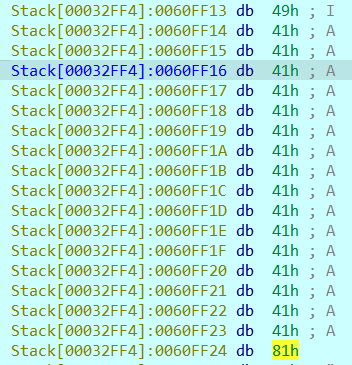 Stack[00032FF4]:0060FF13 db 49h ; I
Stack[00032FF4]:0060FF14 db 41h ; A
Stack[00032FF4]:0060FF15 db 41h ; A
Stack[00032FF4]:0060FF16 db 41h ; A
Stack[00032FF4]:0060FF17 db 41h ; A
Stack[00032FF4]:0060FF18 db 41h ; A
Stack[00032FF4]:0060FF19 db 41h ; A
Stack[00032FF4]:0060FF1A db 41h ; A
Stack[00032FF4]:0060FF1B db 41h ; A
Stack[00032FF4]:0060FF1C db 41h ; A
Stack[00032FF4]:0060FF1D db 41h ; A
Stack[00032FF4]:0060FF1E db 41h ; A
Stack[00032FF4]:0060FF1F db 41h ; A
Stack[00032FF4]:0060FF20 db 41h ; A
Stack[00032FF4]:0060FF21 db 41h ; A
Stack[00032FF4]:0060FF22 db 41h ; A
Stack[00032FF4]:0060FF23 db 41h ; A
Stack[00032FF4]:0060FF24 db 81h